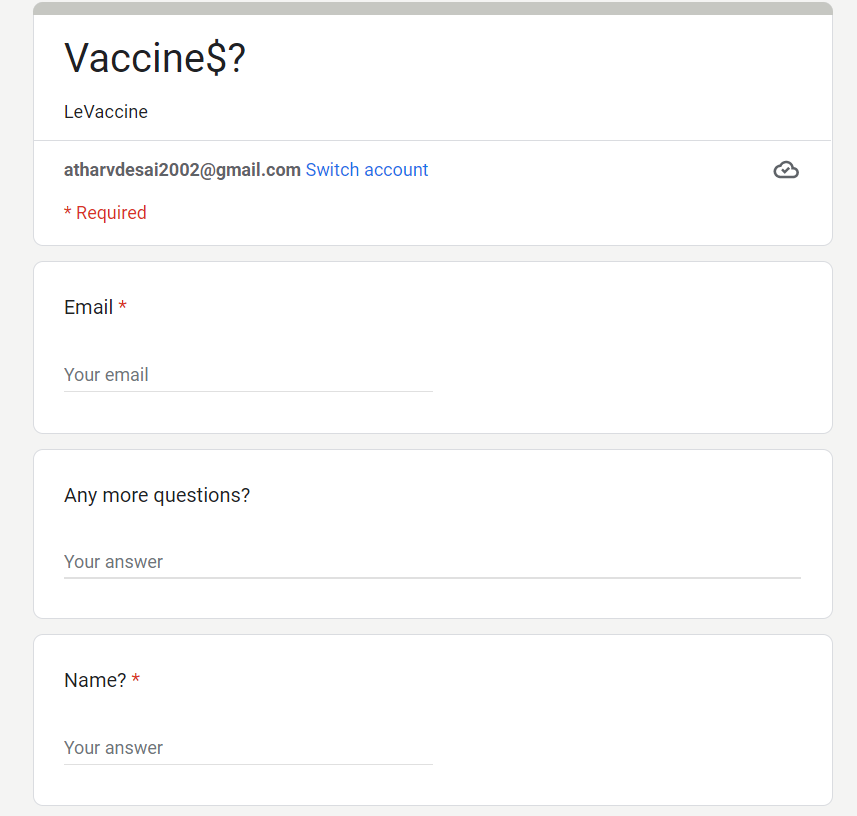 Vaccine$?
LeVaccine
atharvdesai2002@gmail.com Switch account
* Required
Email *
Your email
Any more questions?
Your answer
Name? *
Your answer